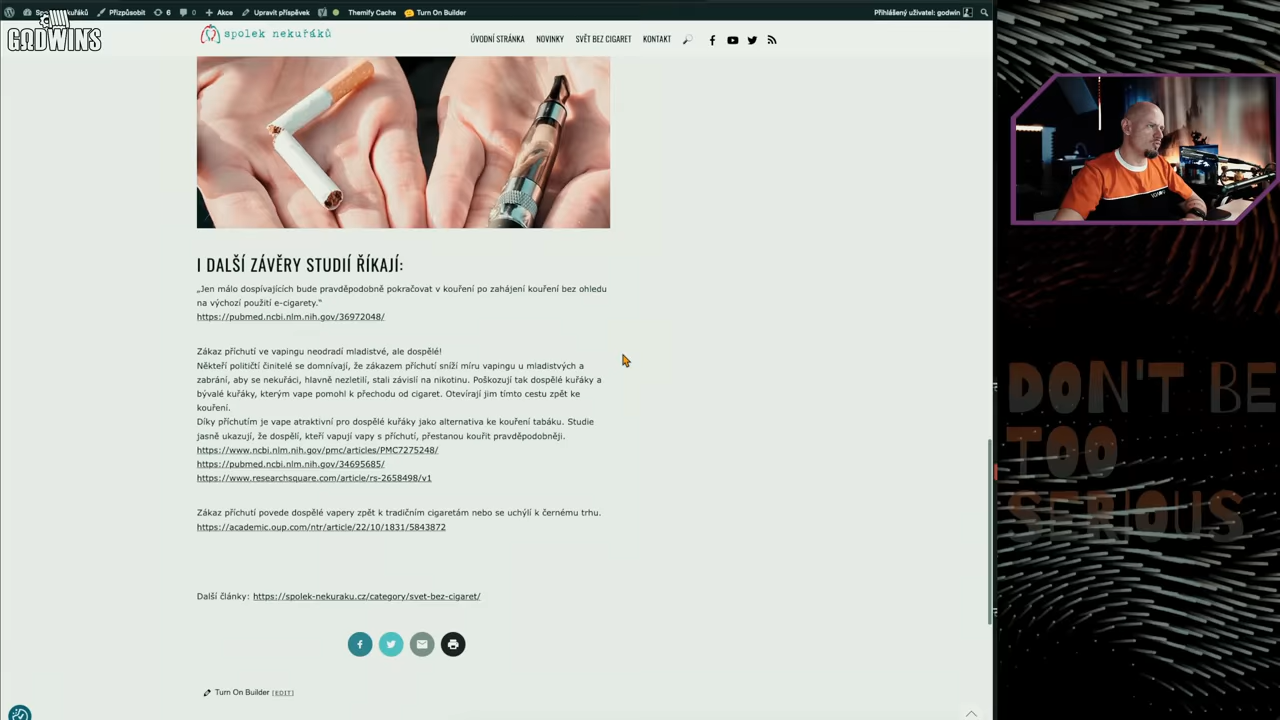 Přizpůsobit
6
0
Akce
Upravit příspěvek
Themify Cache
Turn On Builder
Přihlášený uživatel: godwin
GODWINS
spolek nekuřáků
ÚVODNÍ STRÁNKA
NOVINKY
SVĚT BEZ CIGARET
KONTAKT
I DALŠÍ ZÁVĚRY STUDIÍ ŘÍKAJÍ:
„Jen málo dospívajících bude pravděpodobně pokračovat v kouření po zahájení kouření bez ohledu
na výchozí použití e-cigarety.“
https://pubmed.ncbi.nlm.nih.gov/36972048/
Zákaz příchutí ve vapingu neodradí mladistvé, ale dospělé!
Někteří političtí činitelé se domnívají, že zákazem příchutí sníží míru vapingu u mladistvých a
zabrání, aby se nekuřáci, hlavně nezletilí, stali závislí na nikotinu. Poškozují tak dospělé kuřáky a
bývalé kuřáky, kterým vape pomohl k přechodu od cigaret. Otevírají jim tímto cestu zpět ke
kouření.
Díky příchutím je vape atraktivní pro dospělé kuřáky jako alternativa ke kouření tabáku. Studie
jasně ukazují, že dospělí, kteří vapují vapy s příchutí, přestanou kouřit pravděpodobněji.
https://www.ncbi.nlm.nih.gov/pmc/articles/PMC7275248/
https://pubmed.ncbi.nlm.nih.gov/34695685/
https://www.researchsquare.com/article/rs-2658498/v1
Zákaz příchutí povede dospělé vapery zpět k tradičním cigaretám nebo se uchýlí k černému trhu.
https://academic.oup.com/ntr/article/22/10/1831/5843872
Další články: https://spolek-nekuraku.cz/category/svet-bez-cigaret/
Turn On Builder [EDIT]
DON'T BE
TOO
SERIOUS